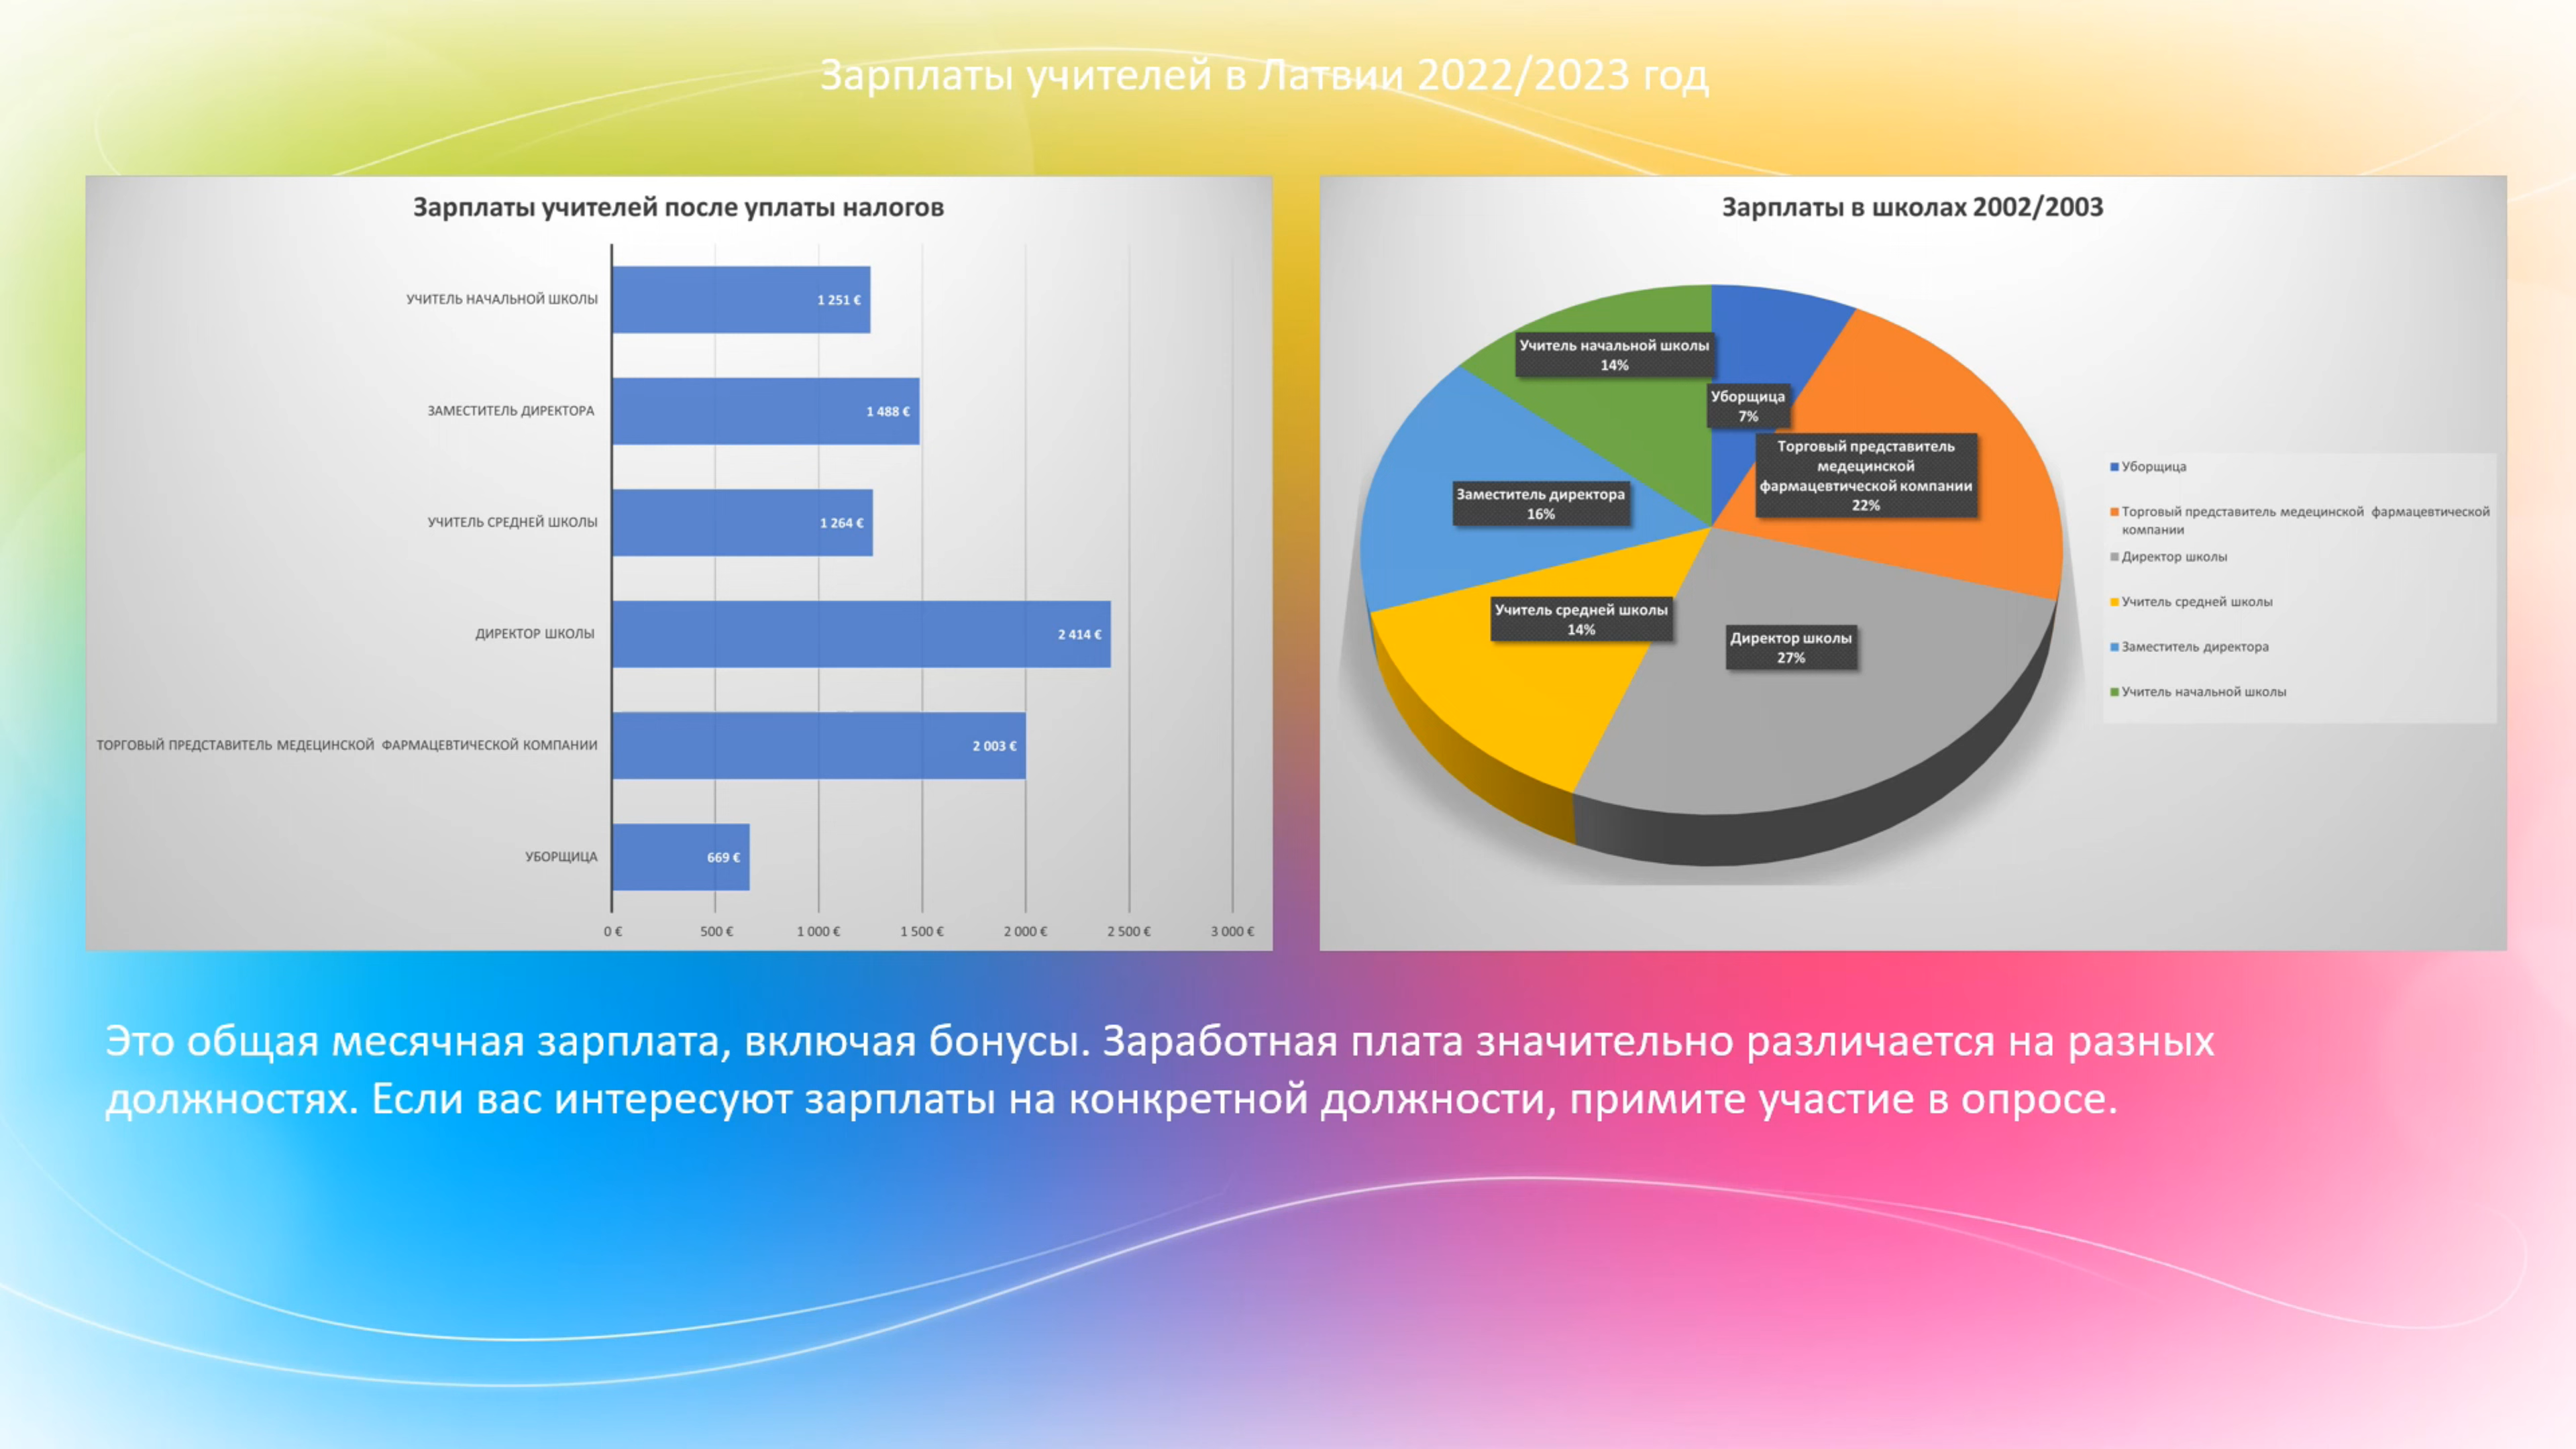 Зарплаты учителей в Латвии 2022/2023 год
Зарплаты учителей после уплаты налогов
УЧИТЕЛЬ НАЧАЛЬНОЙ ШКОЛЫ
1 251 €
ЗАМЕСТИТЕЛЬ ДИРЕКТОРА
1 488 €
УЧИТЕЛЬ СРЕДНЕЙ ШКОЛЫ
1 264 €
ДИРЕКТОР ШКОЛЫ
2 414 €
ТОРГОВЫЙ ПРЕДСТАВИТЕЛЬ МЕДЕЦИНСКОЙ ФАРМАЦЕВТИЧЕСКОЙ КОМПАНИИ
2 003 €
УБОРЩИЦА
669 €
0 € 500 € 1 000 € 1 500 € 2 000 € 2 500 € 3 000 €
Зарплаты в школах 2002/2003
Учитель начальной школы
14%
Уборщица
7%
Торговый представитель
медецинской
фармацевтической компании
22%
Заместитель директора
16%
Учитель средней школы
14%
Директор школы
27%
Уборщица
Торговый представитель медецинской фармацевтической
компании
Директор школы
Учитель средней школы
Заместитель директора
Учитель начальной школы
Это общая месячная зарплата, включая бонусы. Заработная плата значительно различается на разных
должностях. Если вас интересуют зарплаты на конкретной должности, примите участие в опросе.